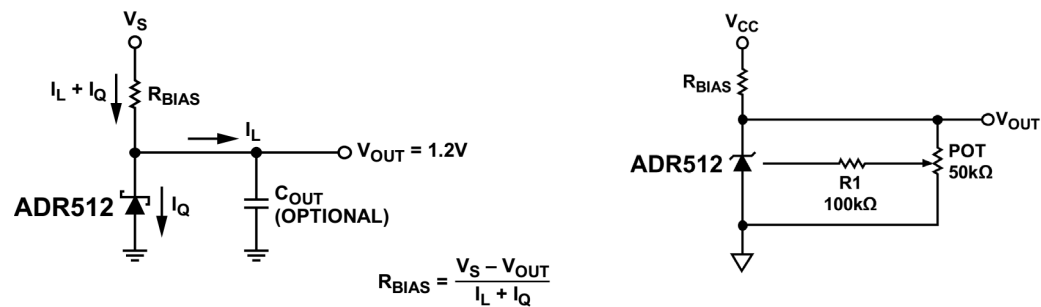 V_S
I_L + I_Q
R_BIAS
I_L
V_OUT = 1.2V
ADR512
I_Q
C_OUT
(OPTIONAL)
R_BIAS = (V_S – V_OUT) / (I_L + I_Q)
V_CC
R_BIAS
V_OUT
ADR512
R1
100kΩ
POT
50kΩ